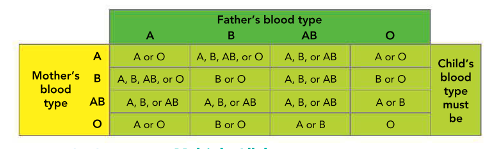 Father's blood type
A B AB O
A A or O A, B, AB, or O A, B, or AB A or O
Mother's blood type B A, B, AB, or O B or O A, B, or AB B or O
AB A, B, or AB A, B, or AB A, B, or AB A or B
O A or O B or O A or B O
Child's blood type must be